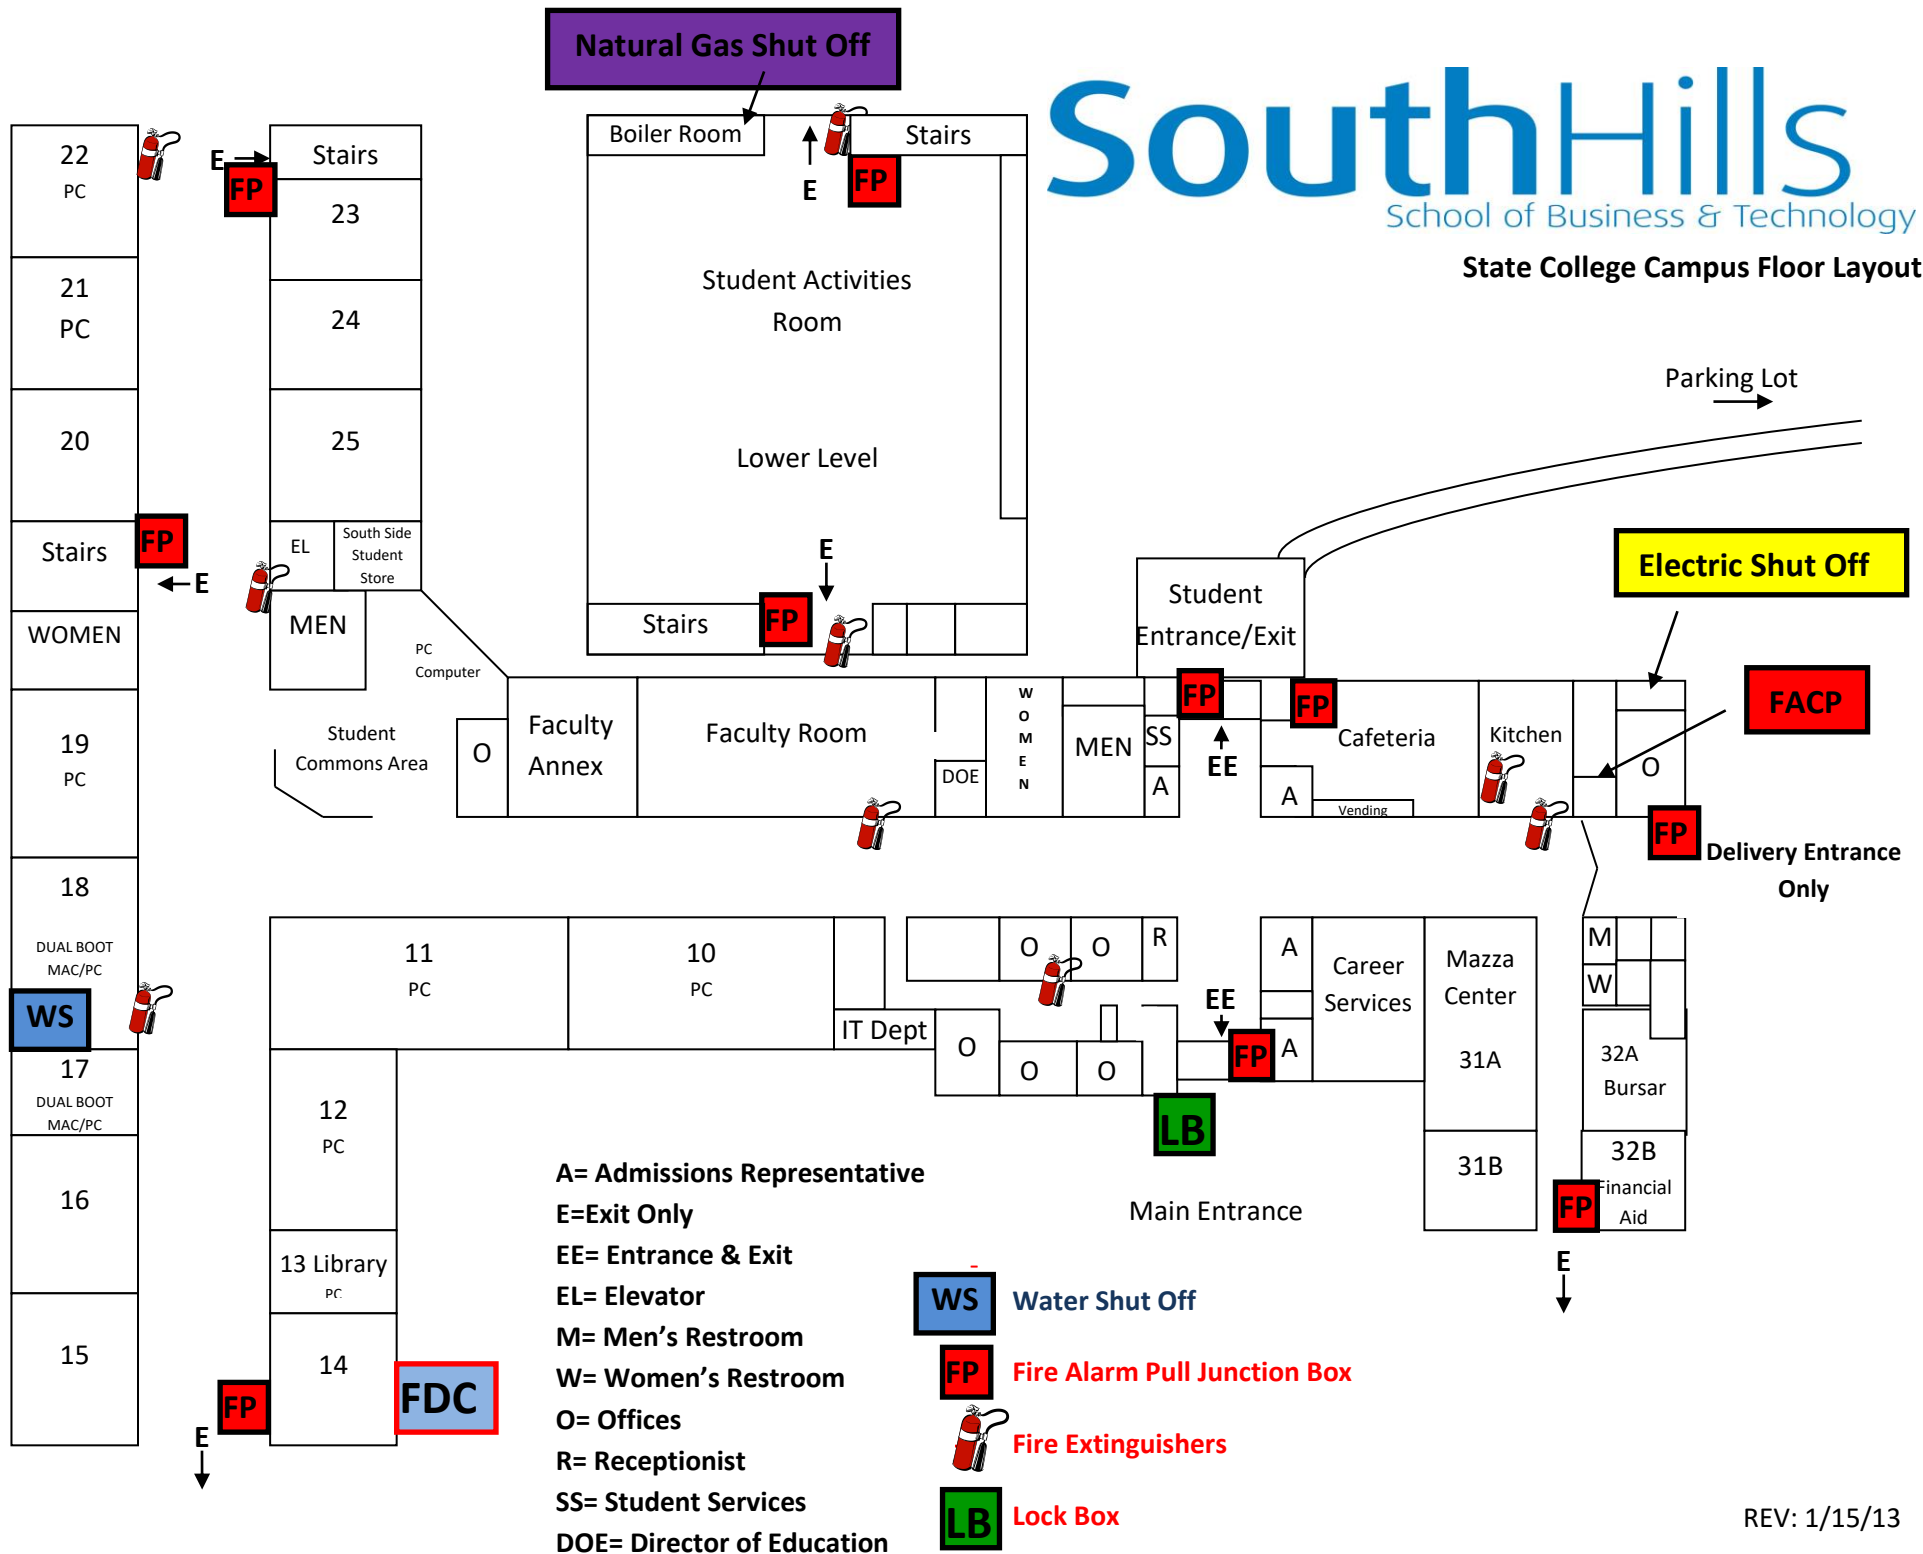 Natural Gas Shut Off
SouthHills
School of Business & Technology
State College Campus Floor Layout
22
PC
E
FP
Stairs
Boiler Room
E
Stairs
FP
23
21
PC
Student Activities
Room
24
Parking Lot
20
25
Lower Level
Stairs
FP
E
EL
South Side
Student
Store
E
Electric Shut Off
WOMEN
MEN
Stairs
FP
Student
Entrance/Exit
PC
Computer
FP
FP
FACP
19
PC
Student
Commons Area
O
Faculty
Annex
Faculty Room
DOE
WOMEN
MEN
SS
A
EE
A
Cafeteria
Vending
Kitchen
O
FP
Delivery Entrance
Only
18
DUAL BOOT
MAC/PC
WS
11
PC
10
PC
IT Dept
O
O
R
A
Career
Services
Mazza
Center
31A
M
W
EE
FP
A
O
O
O
32A
Bursar
17
DUAL BOOT
MAC/PC
12
PC
LB
31B
32B
Financial
Aid
FP
16
Main Entrance
E
13 Library
PC
15
14
FDC
FP
E
A= Admissions Representative
E=Exit Only
EE= Entrance & Exit
EL= Elevator
M= Men’s Restroom
W= Women’s Restroom
O= Offices
R= Receptionist
SS= Student Services
DOE= Director of Education
WS Water Shut Off
FP Fire Alarm Pull Junction Box
Fire Extinguishers
LB Lock Box
REV: 1/15/13